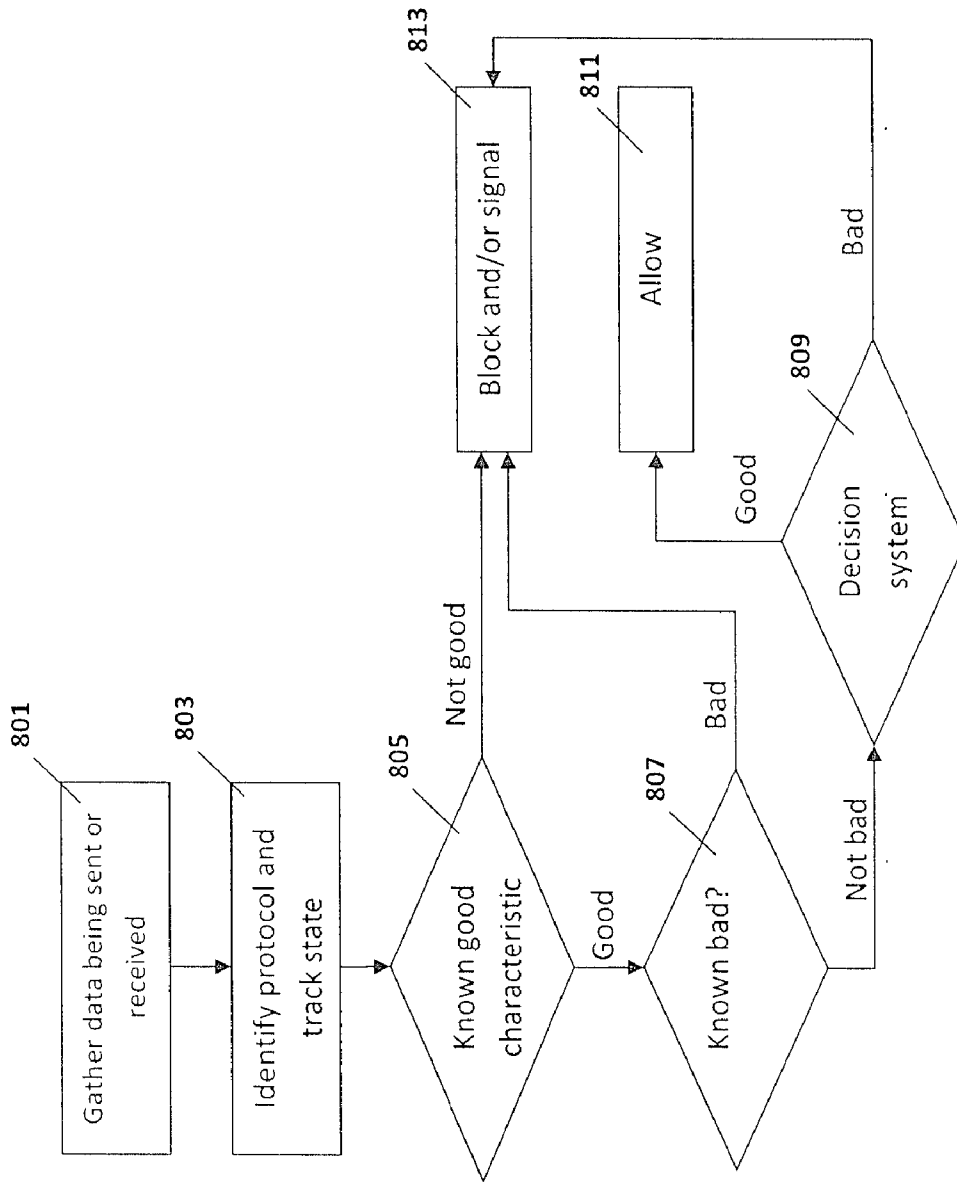 801
Gather data being sent or
received
803
Identify protocol and
track state
805
Known good
characteristic
Not good
Good
807
Known bad?
Bad
Not bad
809
Decision
system
Good
Bad
811
Allow
813
Block and/or signal